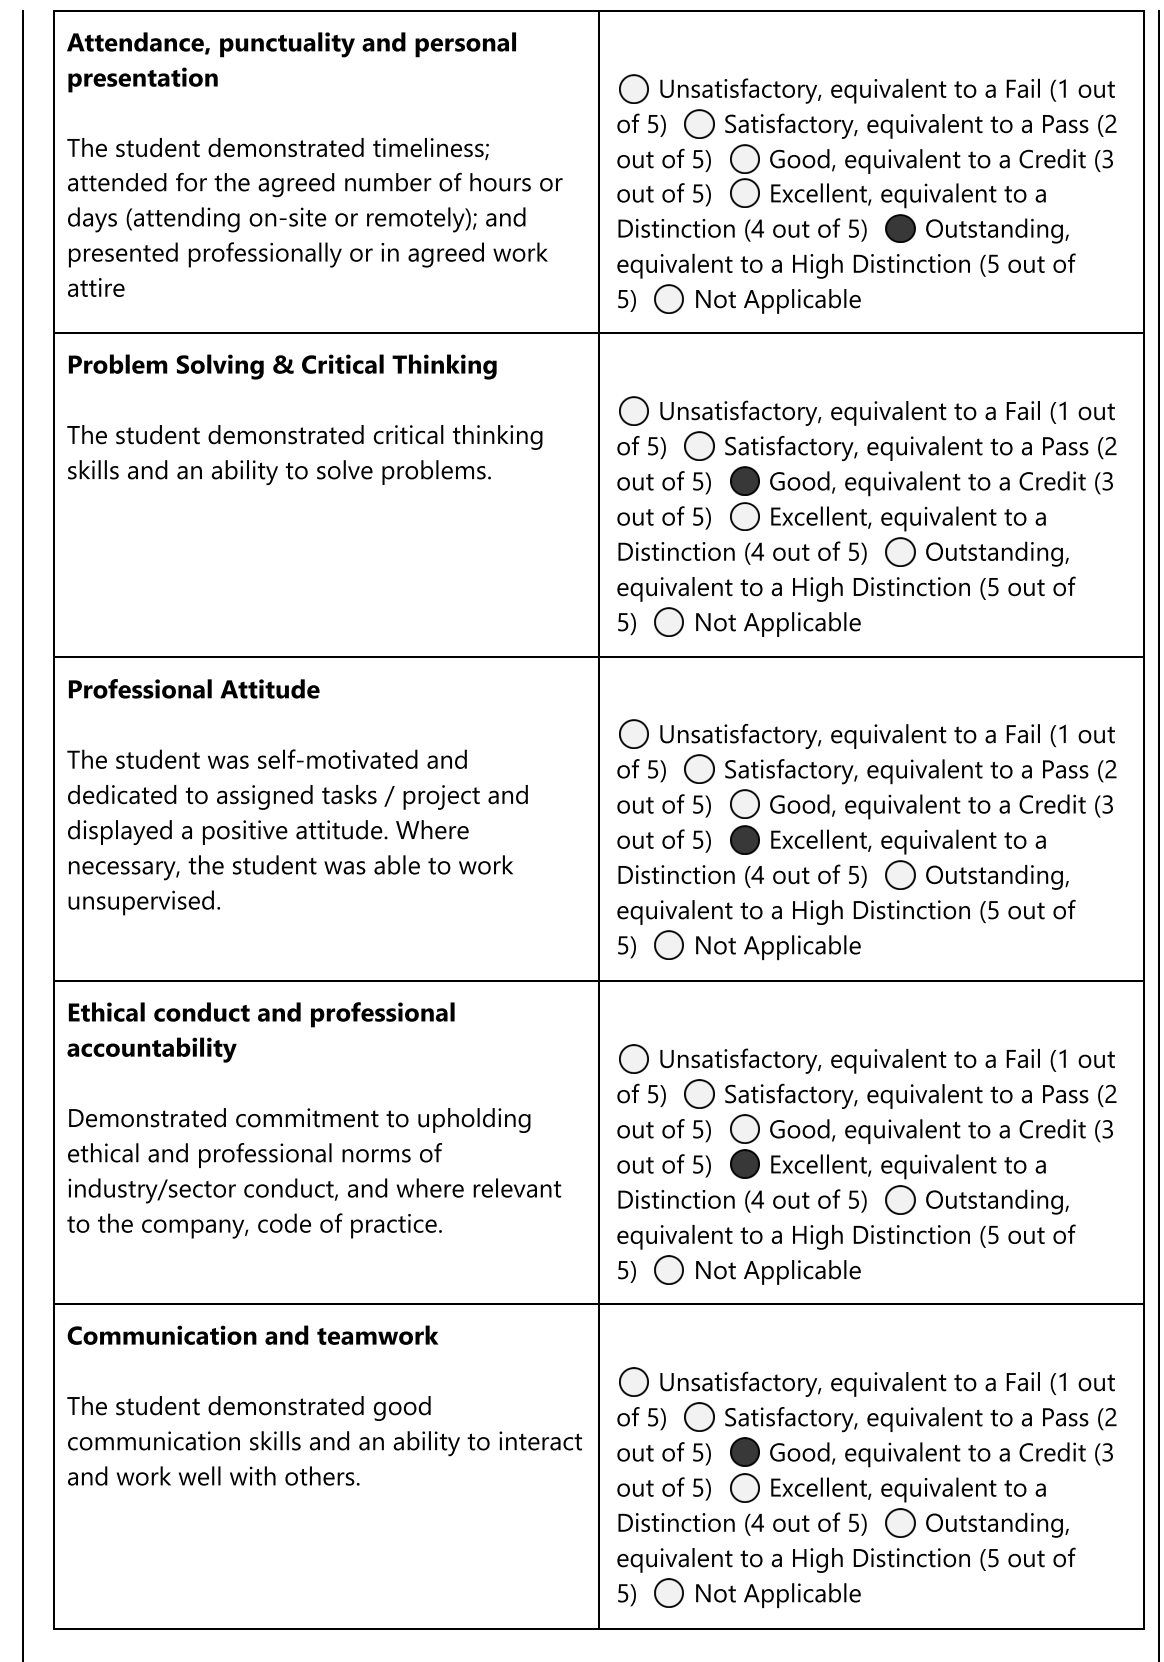 Attendance, punctuality and personal
presentation
The student demonstrated timeliness;
attended for the agreed number of hours or
days (attending on-site or remotely); and
presented professionally or in agreed work
attire
Unsatisfactory, equivalent to a Fail (1 out
of 5) Satisfactory, equivalent to a Pass (2
out of 5) Good, equivalent to a Credit (3
out of 5) Excellent, equivalent to a
Distinction (4 out of 5) Outstanding,
equivalent to a High Distinction (5 out of
5) Not Applicable
Problem Solving & Critical Thinking
The student demonstrated critical thinking
skills and an ability to solve problems.
Unsatisfactory, equivalent to a Fail (1 out
of 5) Satisfactory, equivalent to a Pass (2
out of 5) Good, equivalent to a Credit (3
out of 5) Excellent, equivalent to a
Distinction (4 out of 5) Outstanding,
equivalent to a High Distinction (5 out of
5) Not Applicable
Professional Attitude
The student was self-motivated and
dedicated to assigned tasks / project and
displayed a positive attitude. Where
necessary, the student was able to work
unsupervised.
Unsatisfactory, equivalent to a Fail (1 out
of 5) Satisfactory, equivalent to a Pass (2
out of 5) Good, equivalent to a Credit (3
out of 5) Excellent, equivalent to a
Distinction (4 out of 5) Outstanding,
equivalent to a High Distinction (5 out of
5) Not Applicable
Ethical conduct and professional
accountability
Demonstrated commitment to upholding
ethical and professional norms of
industry/sector conduct, and where relevant
to the company, code of practice.
Unsatisfactory, equivalent to a Fail (1 out
of 5) Satisfactory, equivalent to a Pass (2
out of 5) Good, equivalent to a Credit (3
out of 5) Excellent, equivalent to a
Distinction (4 out of 5) Outstanding,
equivalent to a High Distinction (5 out of
5) Not Applicable
Communication and teamwork
The student demonstrated good
communication skills and an ability to interact
and work well with others.
Unsatisfactory, equivalent to a Fail (1 out
of 5) Satisfactory, equivalent to a Pass (2
out of 5) Good, equivalent to a Credit (3
out of 5) Excellent, equivalent to a
Distinction (4 out of 5) Outstanding,
equivalent to a High Distinction (5 out of
5) Not Applicable